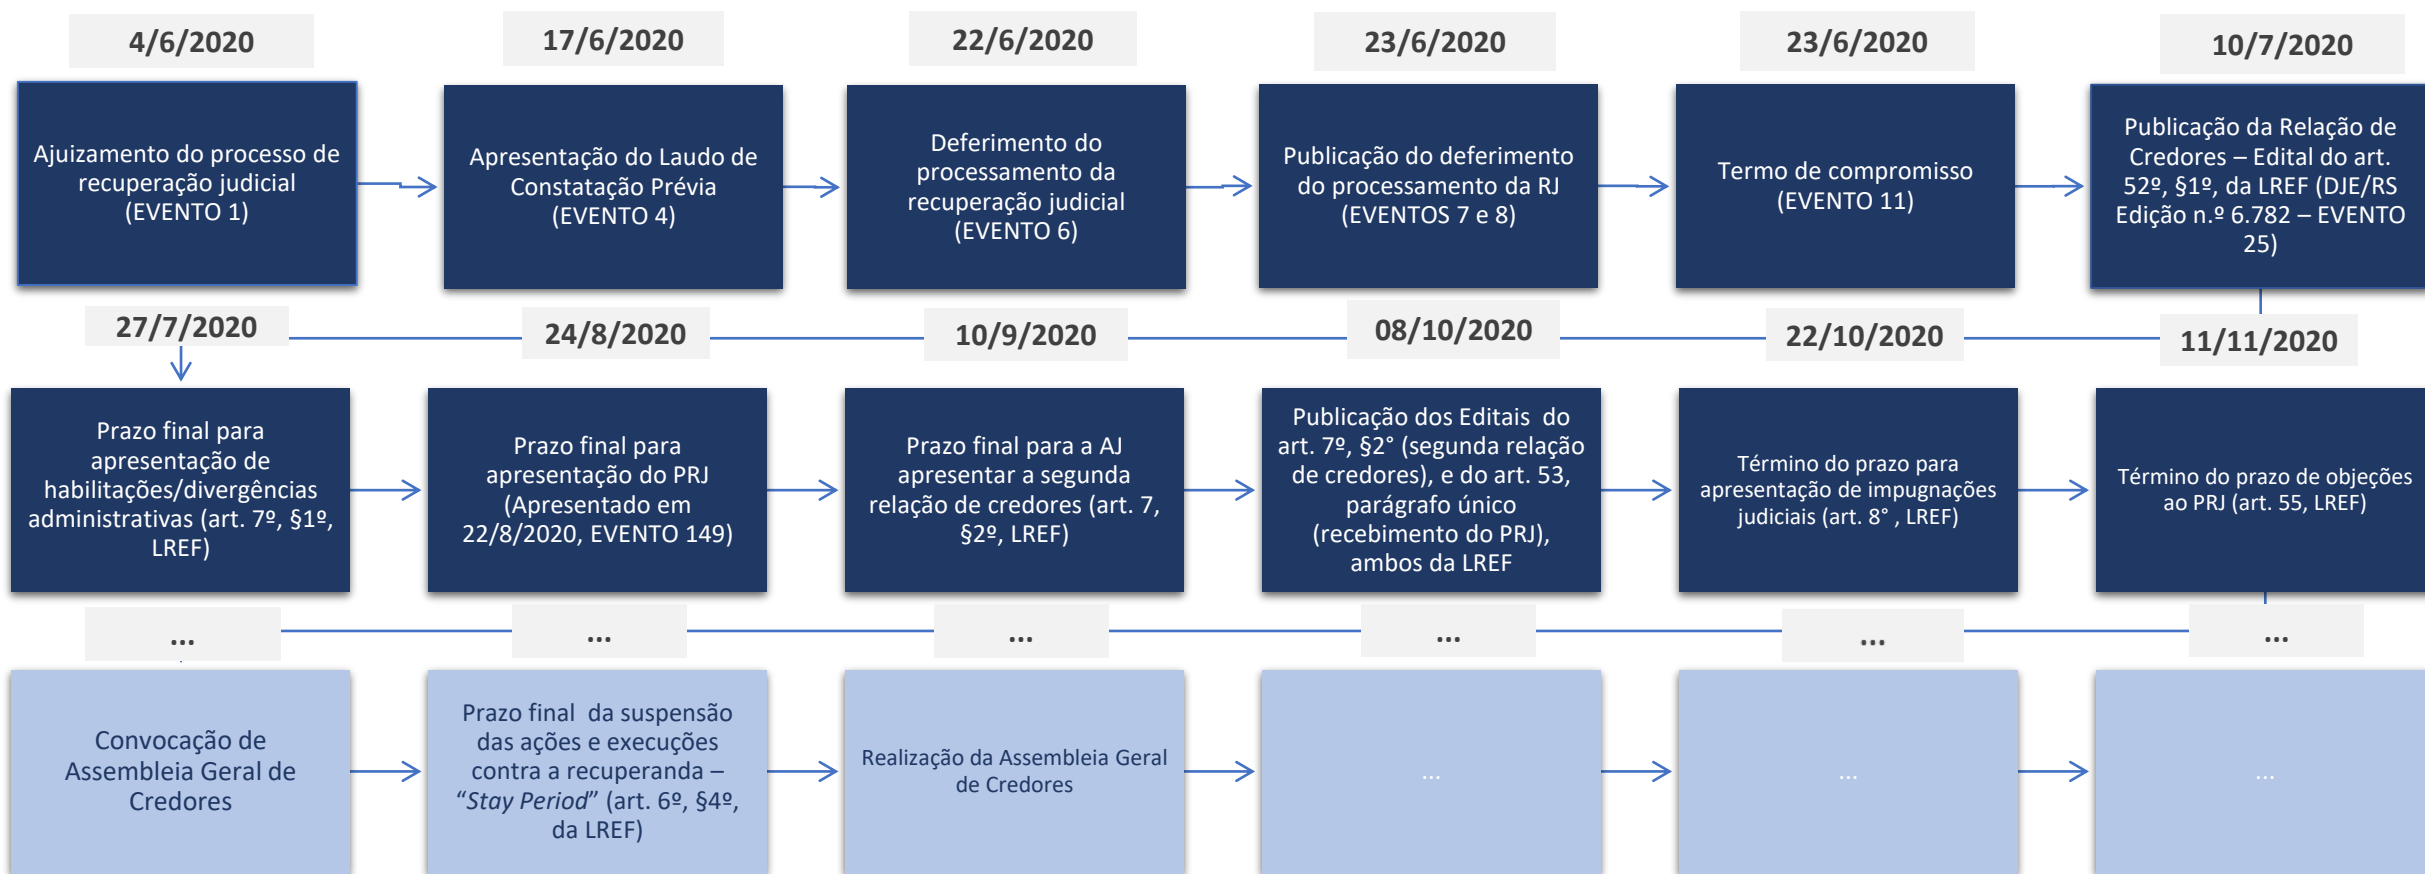 4/6/2020
17/6/2020
22/6/2020
23/6/2020
23/6/2020
10/7/2020
Ajuizamento do processo de
recuperação judicial
(EVENTO 1)
Apresentação do Laudo de
Constatação Prévia
(EVENTO 4)
Deferimento do
processamento da
recuperação judicial
(EVENTO 6)
Publicação do deferimento
do processamento da RJ
(EVENTOS 7 e 8)
Termo de compromisso
(EVENTO 11)
Publicação da Relação de
Credores – Edital do art.
52º, §1º, da LREF (DJE/RS
Edição n.º 6.782 – EVENTO
25)
27/7/2020
24/8/2020
10/9/2020
08/10/2020
22/10/2020
11/11/2020
Prazo final para
apresentação de
habilitações/divergências
administrativas (art. 7º, §1º,
LREF)
Prazo final para
apresentação do PRJ
(Apresentado em
22/8/2020, EVENTO 149)
Prazo final para a AJ
apresentar a segunda
relação de credores (art. 7,
§2º, LREF)
Publicação dos Editais do
art. 7º, §2° (segunda relação
de credores), e do art. 53,
parágrafo único
(recebimento do PRJ),
ambos da LREF
Término do prazo para
apresentação de impugnações
judiciais (art. 8° , LREF)
Término do prazo de objeções
ao PRJ (art. 55, LREF)
...
...
...
...
...
...
Convocação de
Assembleia Geral de
Credores
Prazo final da suspensão
das ações e execuções
contra a recuperanda –
“Stay Period” (art. 6º, §4º,
da LREF)
Realização da Assembleia Geral
de Credores
...
...
...